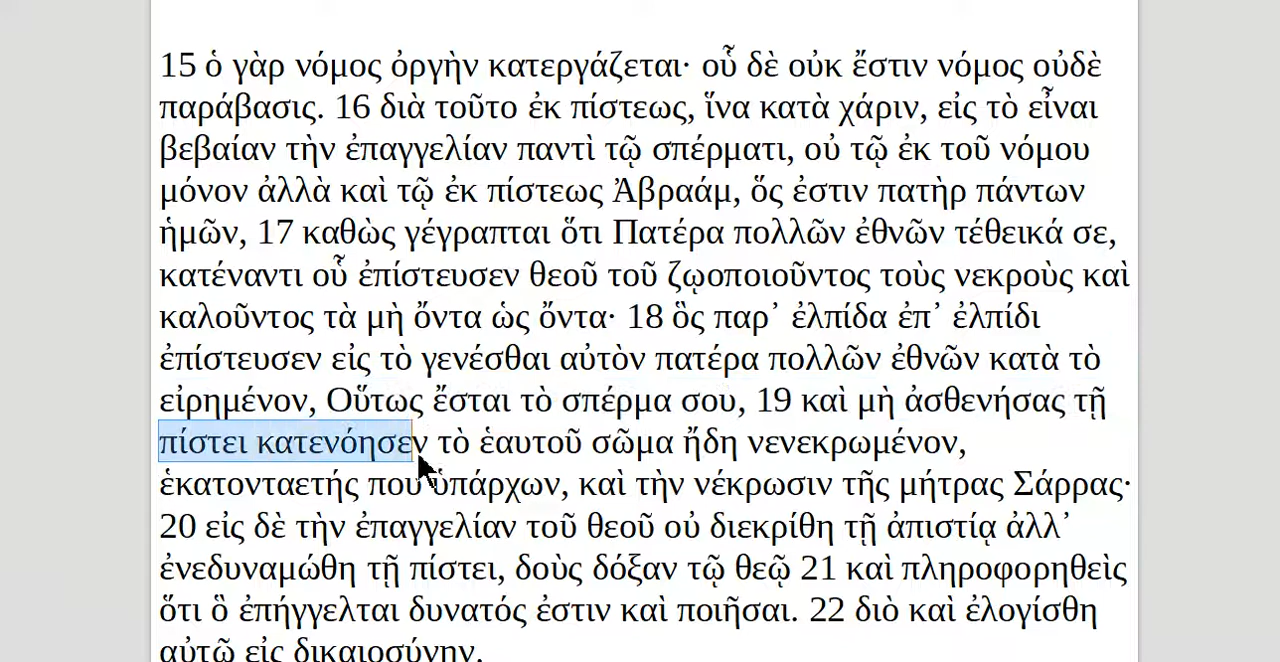 15 ὁ γὰρ νόμος ὀργὴν κατεργάζεται· οὗ δὲ οὐκ ἔστιν νόμος οὐδὲ
παράβασις. 16 διὰ τοῦτο ἐκ πίστεως, ἵνα κατὰ χάριν, εἰς τὸ εἶναι
βεβαίαν τὴν ἐπαγγελίαν παντὶ τῷ σπέρματι, οὐ τῷ ἐκ τοῦ νόμου
μόνον ἀλλὰ καὶ τῷ ἐκ πίστεως Ἀβραάμ, ὅς ἐστιν πατὴρ πάντων
ἡμῶν, 17 καθὼς γέγραπται ὅτι Πατέρα πολλῶν ἐθνῶν τέθεικά σε,
κατέναντι οὗ ἐπίστευσεν θεοῦ τοῦ ζῳοποιοῦντος τοὺς νεκροὺς καὶ
καλοῦντος τὰ μὴ ὄντα ὡς ὄντα· 18 ὃς παρ᾽ ἐλπίδα ἐπ᾽ ἐλπίδι
ἐπίστευσεν εἰς τὸ γενέσθαι αὐτὸν πατέρα πολλῶν ἐθνῶν κατὰ τὸ
εἰρημένον, Οὕτως ἔσται τὸ σπέρμα σου, 19 καὶ μὴ ἀσθενήσας τῇ
πίστει κατενόησεν τὸ ἑαυτοῦ σῶμα ἤδη νενεκρωμένον,
ἑκατονταετής που ὑπάρχων, καὶ τὴν νέκρωσιν τῆς μήτρας Σάρρας·
20 εἰς δὲ τὴν ἐπαγγελίαν τοῦ θεοῦ οὐ διεκρίθη τῇ ἀπιστίᾳ ἀλλ᾽
ἐνεδυναμώθη τῇ πίστει, δοὺς δόξαν τῷ θεῷ 21 καὶ πληροφορηθεὶς
ὅτι ὃ ἐπήγγελται δυνατός ἐστιν καὶ ποιῆσαι. 22 διὸ καὶ ἐλογίσθη
αὐτῷ εἰς δικαιοσύνην.